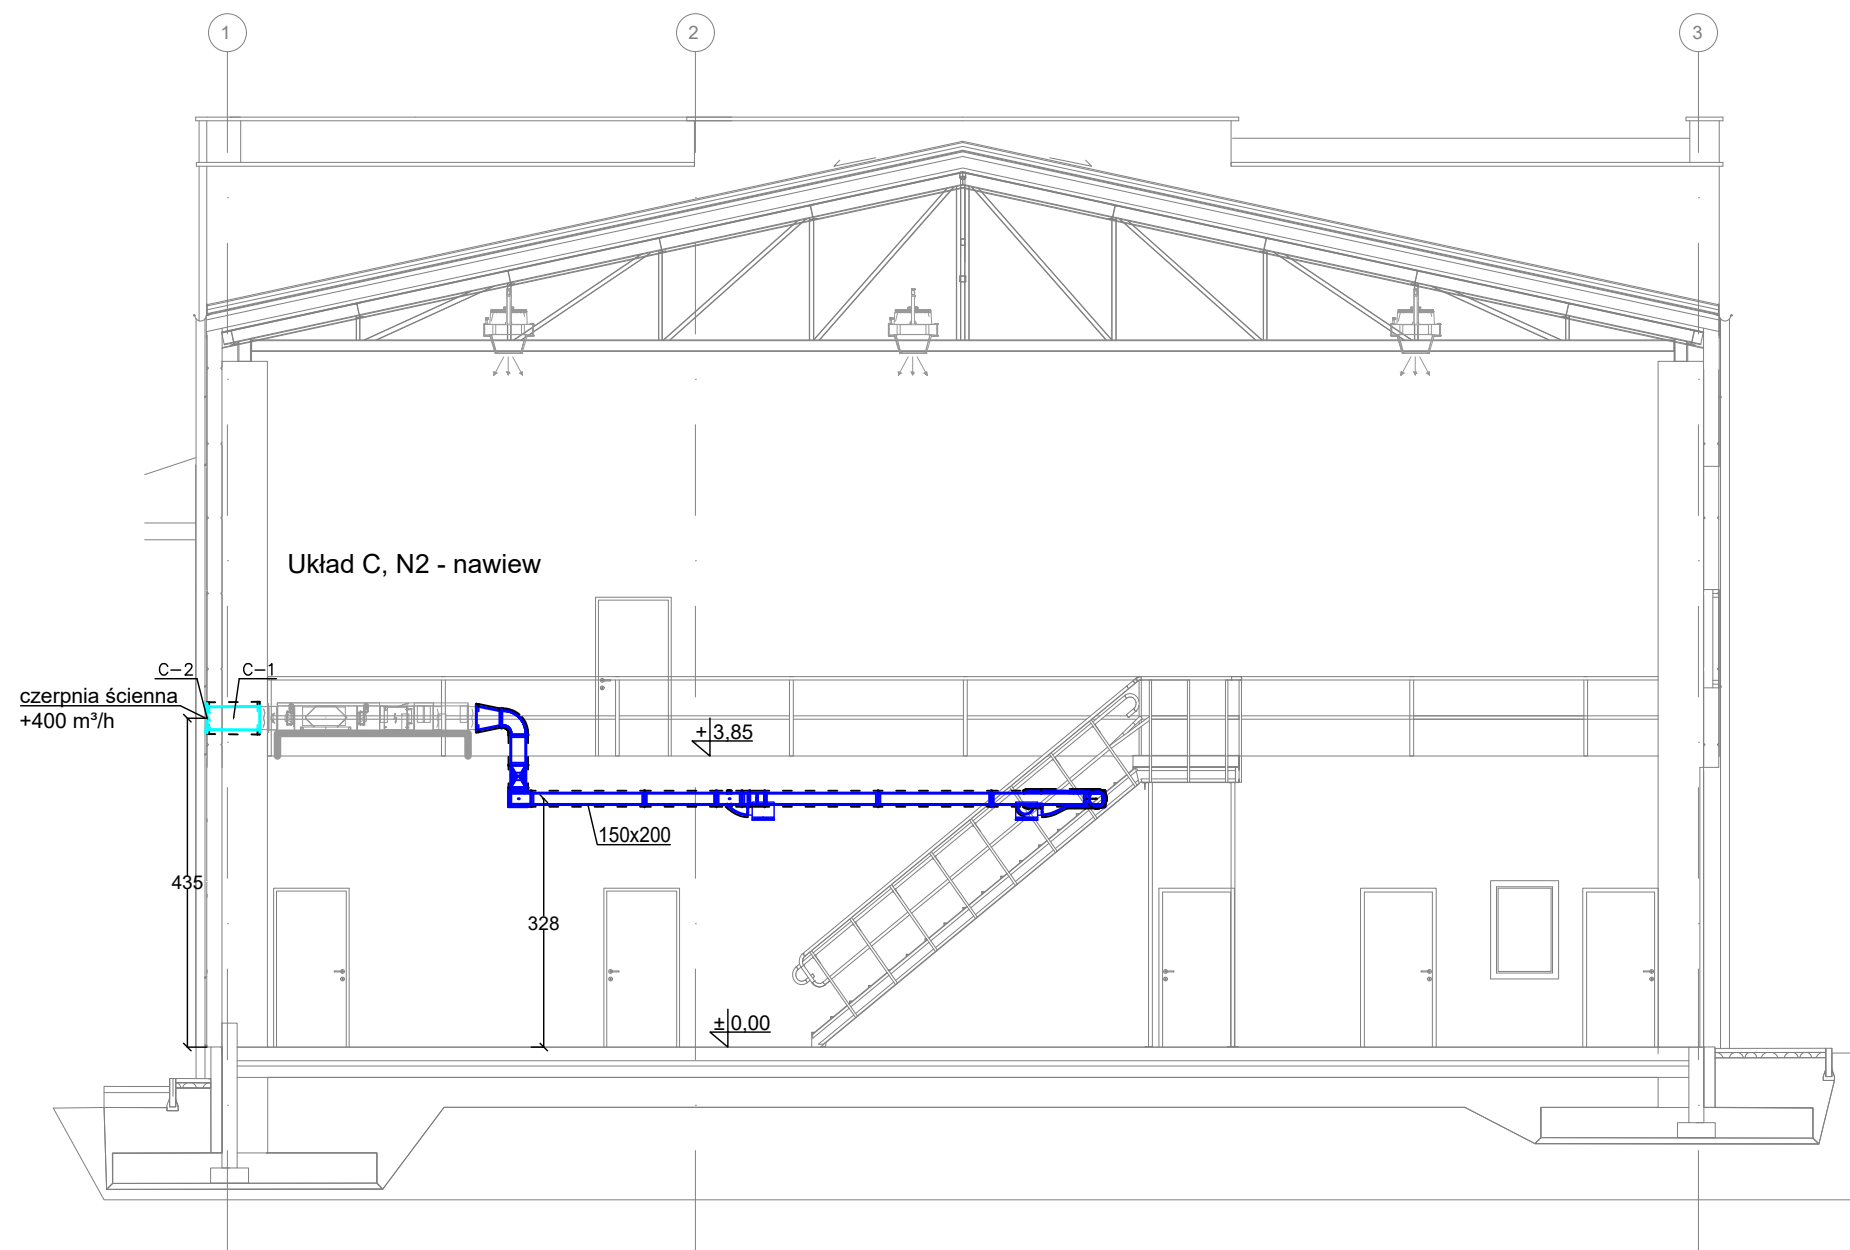 1
2
3
Układ C, N2 - nawiew
C-2
C-1
czerpnia ścienna
+400 m³/h
+3,85
150x200
435
328
±0,00